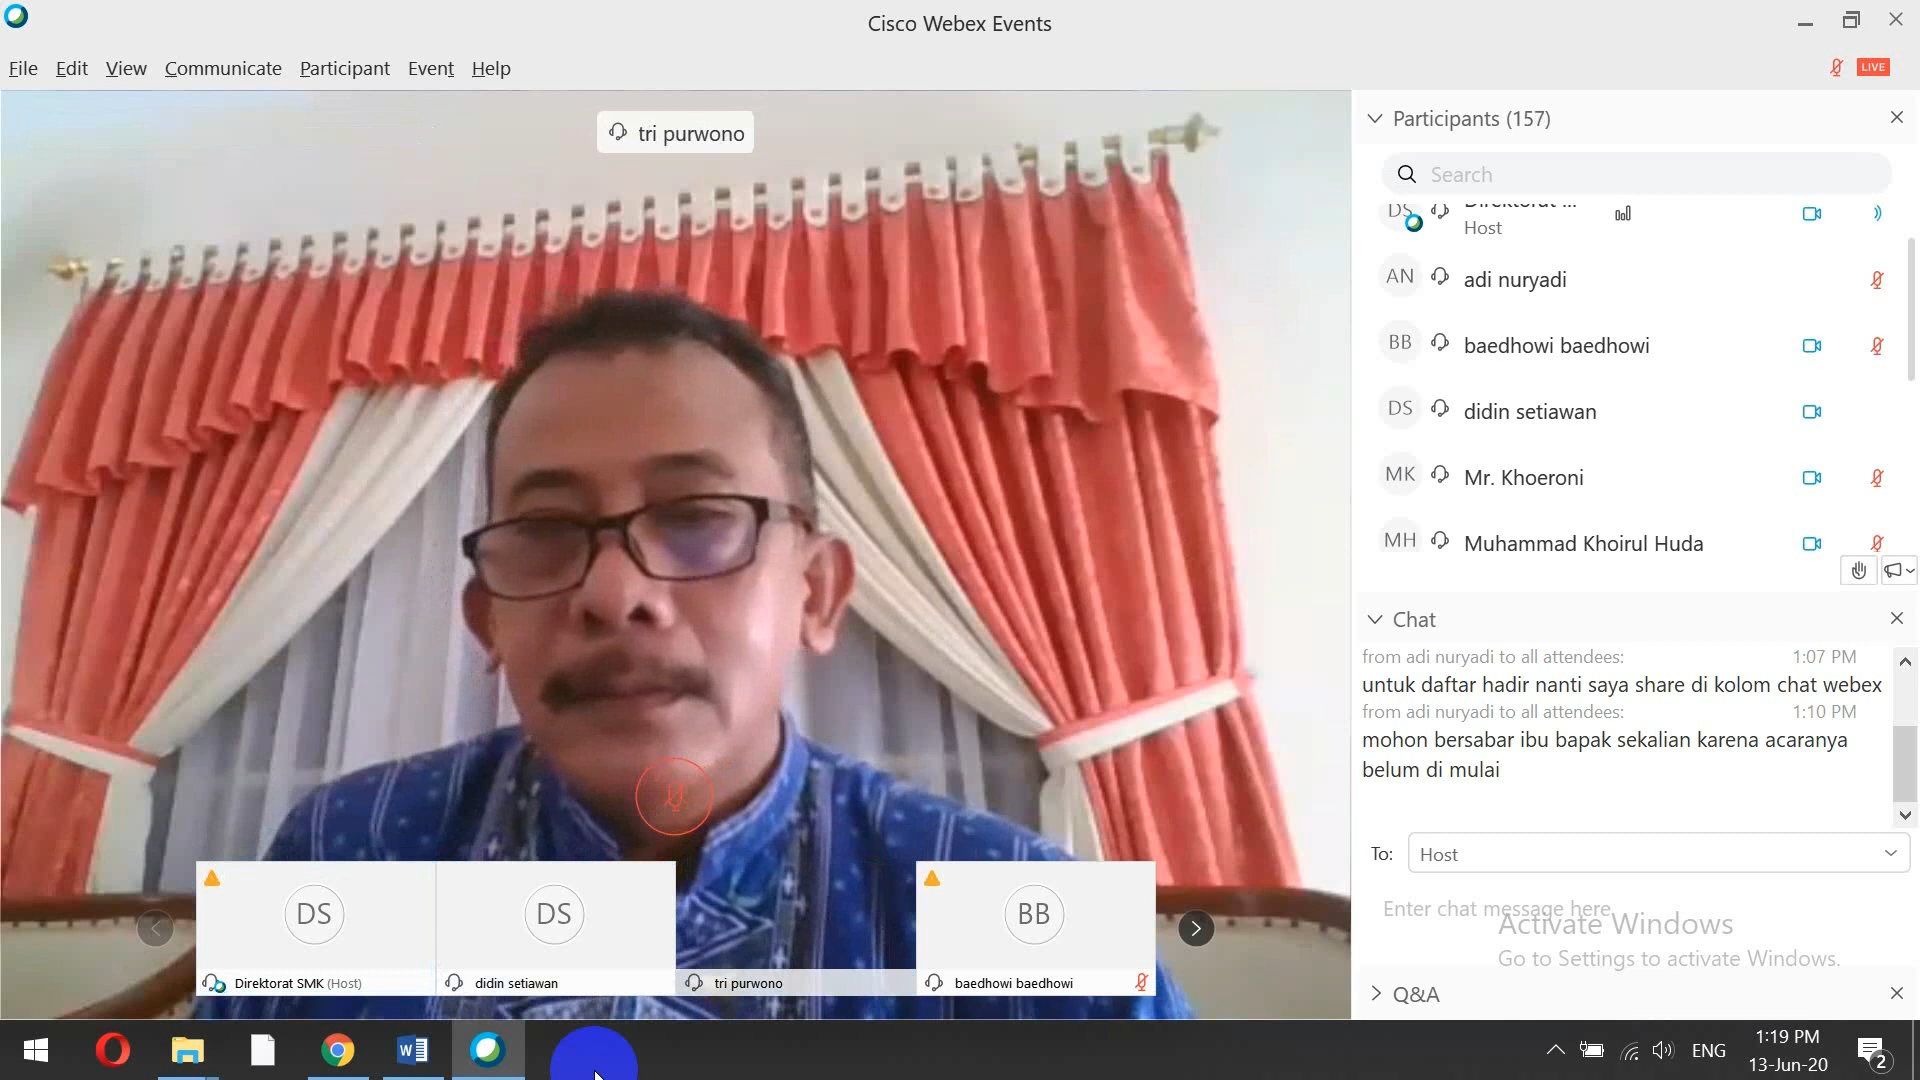 Cisco Webex Events
File Edit View Communicate Participant Event Help
LIVE
tri purwono
Participants (157)
Search
DS
Host
AN adi nuryadi
BB baedhowi baedhowi
DS didin setiawan
MK Mr. Khoeroni
MH Muhammad Khoirul Huda
Chat
from adi nuryadi to all attendees: 1:07 PM
untuk daftar hadir nanti saya share di kolom chat webex
from adi nuryadi to all attendees: 1:10 PM
mohon bersabar ibu bapak sekalian karena acaranya
belum di mulai
To: Host
Enter chat message here
Activate Windows
Go to Settings to activate Windows.
Q&A
DS
DS
BB
Direktorat SMK (Host)
didin setiawan
tri purwono
baedhowi baedhowi
ENG
1:19 PM
13-Jun-20
2